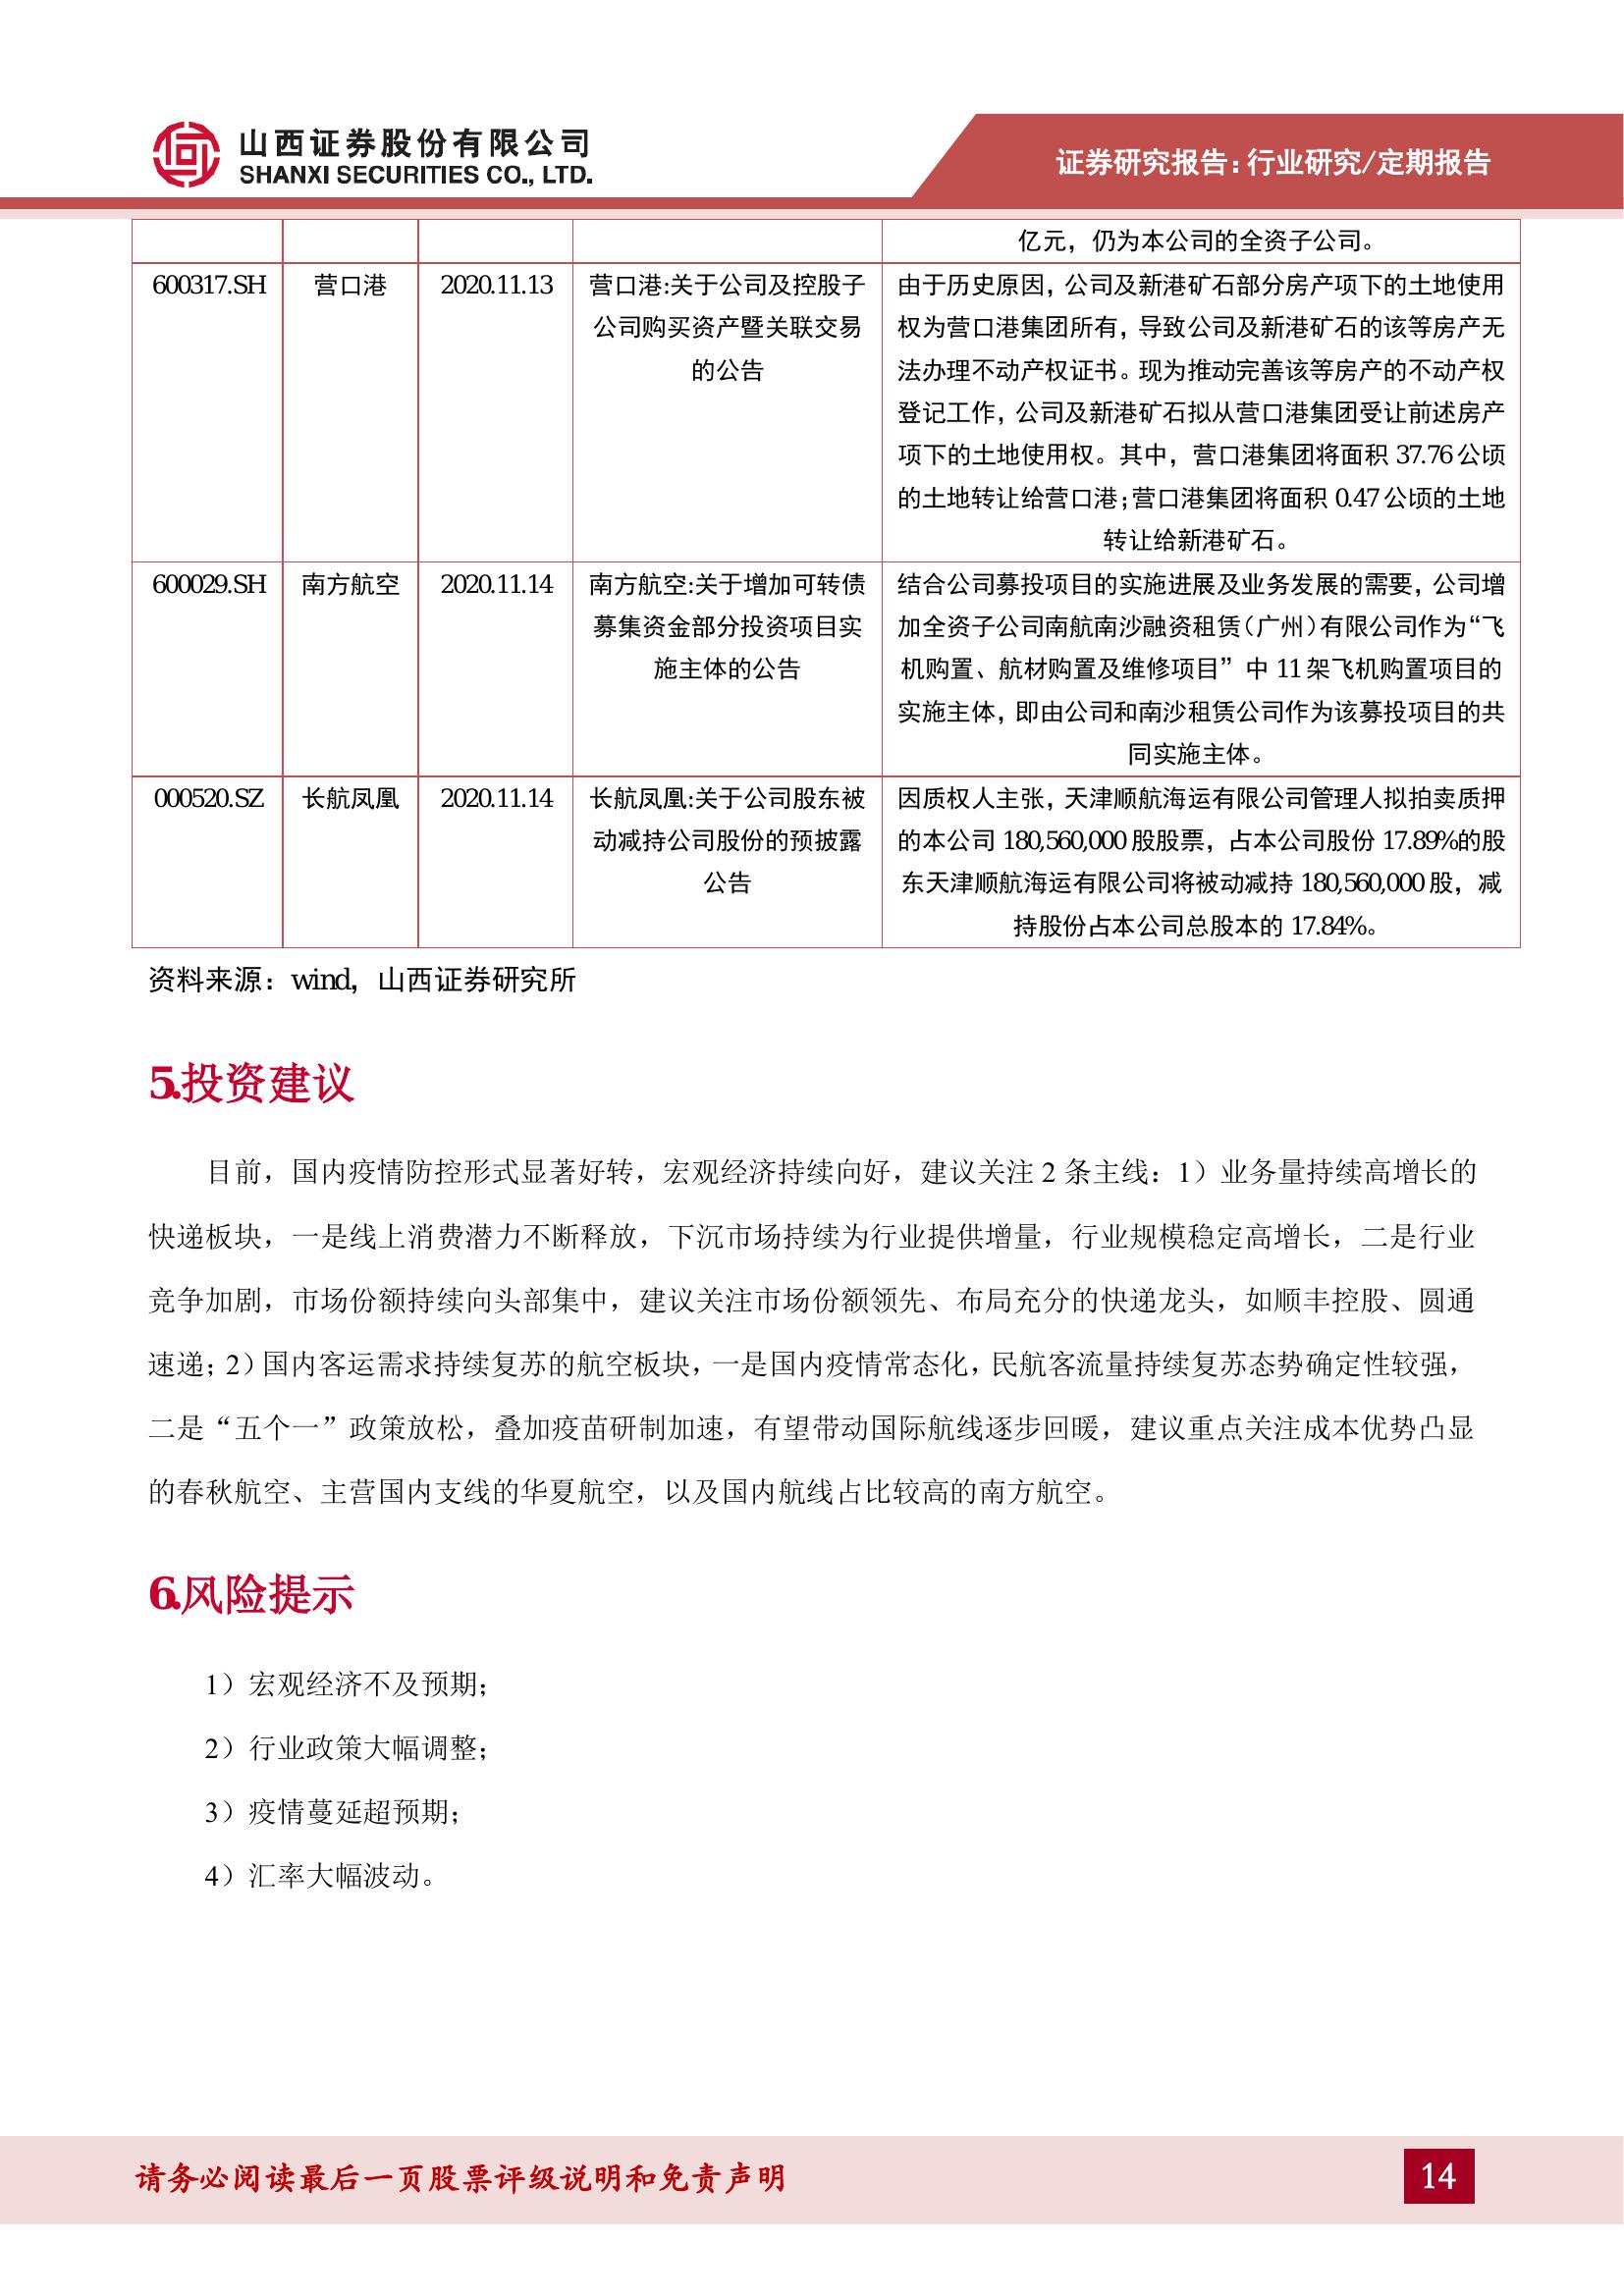 山西证券股份有限公司
SHANXI SECURITIES CO., LTD.
证券研究报告:行业研究/定期报告
亿元，仍为本公司的全资子公司。
600317.SH
营口港
2020.11.13
营口港:关于公司及控股子
公司购买资产暨关联交易
的公告
由于历史原因，公司及新港矿石部分房产项下的土地使用
权为营口港集团所有，导致公司及新港矿石的该等房产无
法办理不动产权证书。现为推动完善该等房产的不动产权
登记工作，公司及新港矿石拟从营口港集团受让前述房产
项下的土地使用权。其中，营口港集团将面积 37.76 公顷
的土地转让给营口港;营口港集团将面积 0.47 公顷的土地
转让给新港矿石。
600029.SH
南方航空
2020.11.14
南方航空:关于增加可转债
募集资金部分投资项目实
施主体的公告
结合公司募投项目的实施进展及业务发展的需要，公司增
加全资子公司南航南沙融资租赁（广州）有限公司作为“飞
机购置、航材购置及维修项目”中 11 架飞机购置项目的
实施主体，即由公司和南沙租赁公司作为该募投项目的共
同实施主体。
000520.SZ
长航凤凰
2020.11.14
长航凤凰:关于公司股东被
动减持公司股份的预披露
公告
因质权人主张，天津顺航海运有限公司管理人拟拍卖质押
的本公司 180,560,000 股股票，占本公司股份 17.89%的股
东天津顺航海运有限公司将被动减持 180,560,000 股，减
持股份占本公司总股本的 17.84%。
资料来源：wind，山西证券研究所
5.投资建议
目前，国内疫情防控形式显著好转，宏观经济持续向好，建议关注 2 条主线：1）业务量持续高增长的
快递板块，一是线上消费潜力不断释放，下沉市场持续为行业提供增量，行业规模稳定高增长，二是行业
竞争加剧，市场份额持续向头部集中，建议关注市场份额领先、布局充分的快递龙头，如顺丰控股、圆通
速递；2）国内客运需求持续复苏的航空板块，一是国内疫情常态化，民航客流量持续复苏态势确定性较强，
二是“五个一”政策放松，叠加疫苗研制加速，有望带动国际航线逐步回暖，建议重点关注成本优势凸显
的春秋航空、主营国内支线的华夏航空，以及国内航线占比较高的南方航空。
6.风险提示
1）宏观经济不及预期；
2）行业政策大幅调整；
3）疫情蔓延超预期；
4）汇率大幅波动。
请务必阅读最后一页股票评级说明和免责声明
14